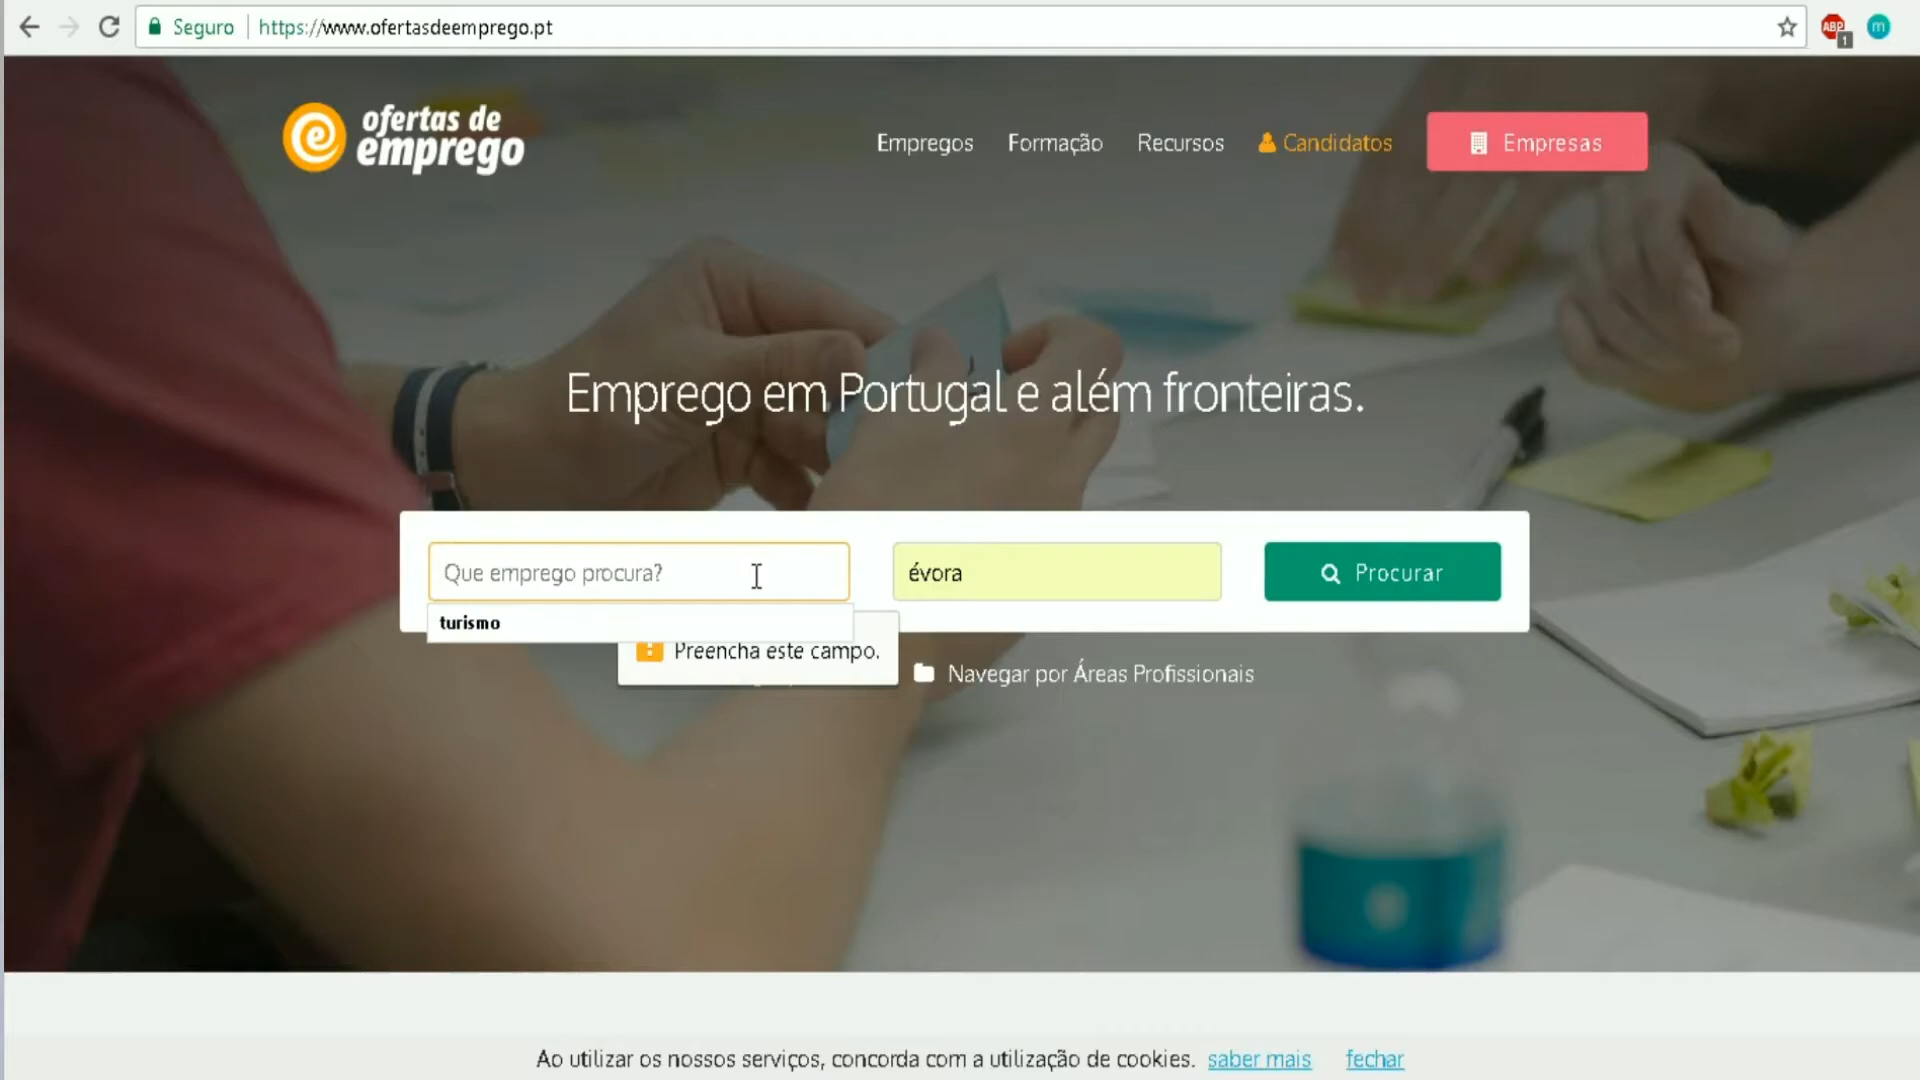 Seguro https://www.ofertasdeemprego.pt
ABP
1
m
ofertas de
emprego
Empregos Formação Recursos Candidatos Empresas
Emprego em Portugal e além fronteiras.
Que emprego procura? évora Procurar
turismo
Preencha este campo.
Navegar por Áreas Profissionais
Ao utilizar os nossos serviços, concorda com a utilização de cookies. saber mais fechar